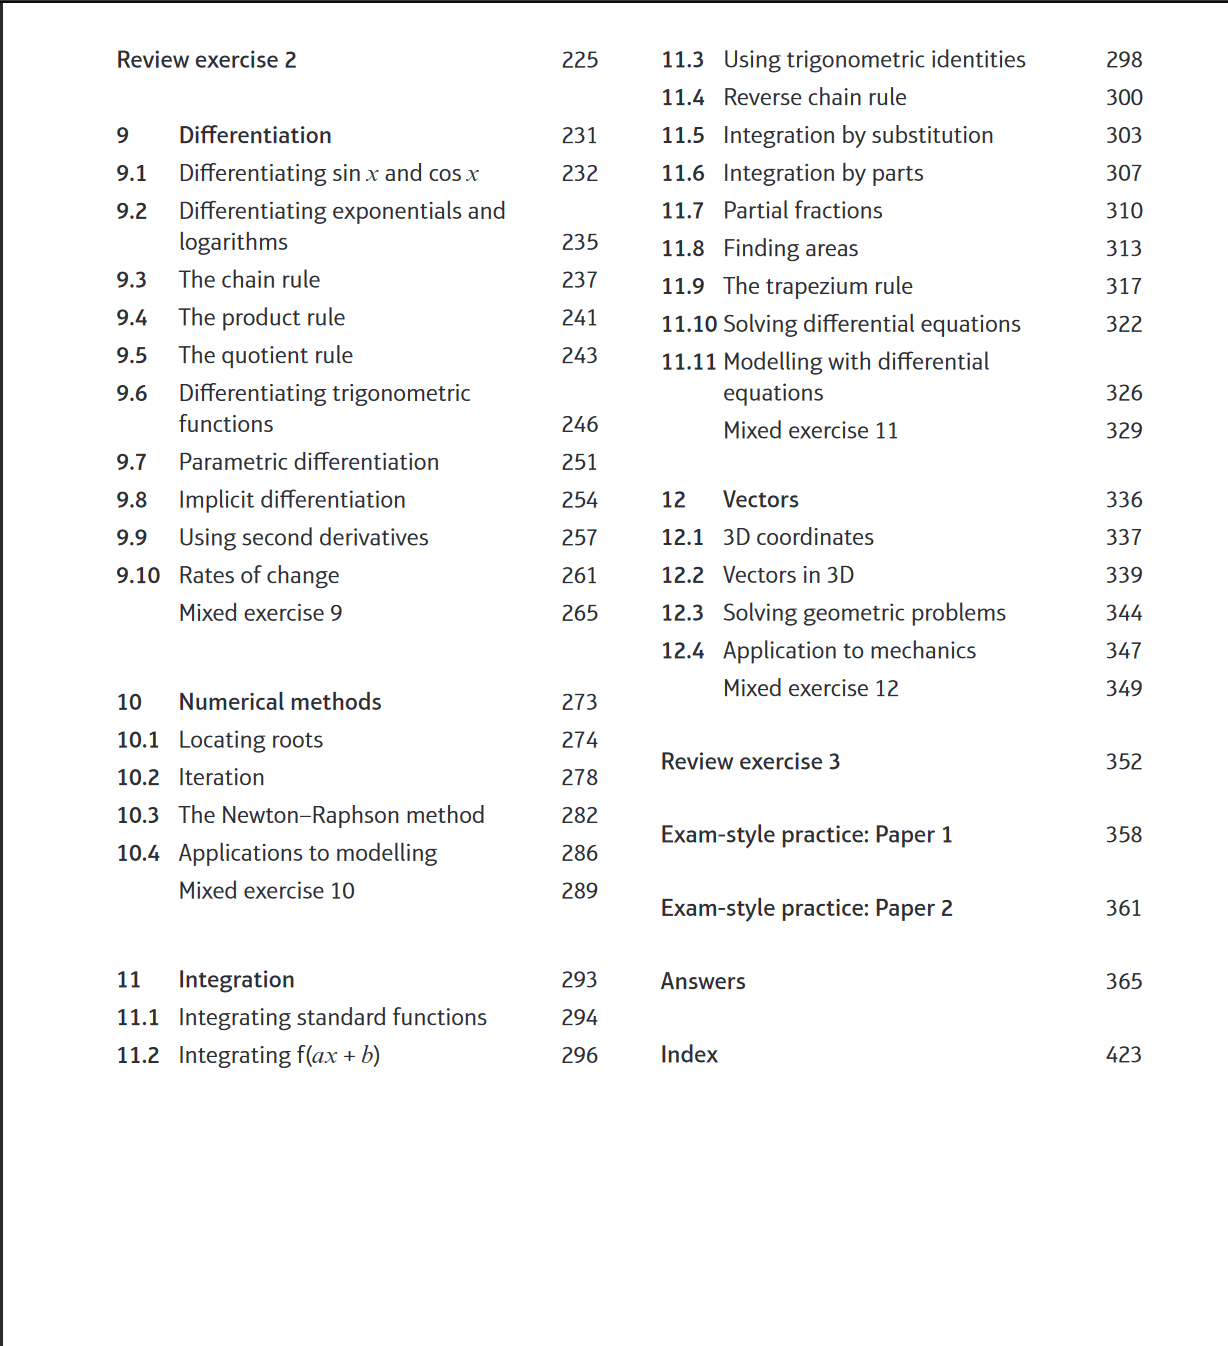 Review exercise 2 225
9 Differentiation 231
9.1 Differentiating sin x and cos x 232
9.2 Differentiating exponentials and
logarithms 235
9.3 The chain rule 237
9.4 The product rule 241
9.5 The quotient rule 243
9.6 Differentiating trigonometric
functions 246
9.7 Parametric differentiation 251
9.8 Implicit differentiation 254
9.9 Using second derivatives 257
9.10 Rates of change 261
Mixed exercise 9 265
10 Numerical methods 273
10.1 Locating roots 274
10.2 Iteration 278
10.3 The Newton–Raphson method 282
10.4 Applications to modelling 286
Mixed exercise 10 289
11 Integration 293
11.1 Integrating standard functions 294
11.2 Integrating f(ax + b) 296
11.3 Using trigonometric identities 298
11.4 Reverse chain rule 300
11.5 Integration by substitution 303
11.6 Integration by parts 307
11.7 Partial fractions 310
11.8 Finding areas 313
11.9 The trapezium rule 317
11.10 Solving differential equations 322
11.11 Modelling with differential
equations 326
Mixed exercise 11 329
12 Vectors 336
12.1 3D coordinates 337
12.2 Vectors in 3D 339
12.3 Solving geometric problems 344
12.4 Application to mechanics 347
Mixed exercise 12 349
Review exercise 3 352
Exam-style practice: Paper 1 358
Exam-style practice: Paper 2 361
Answers 365
Index 423